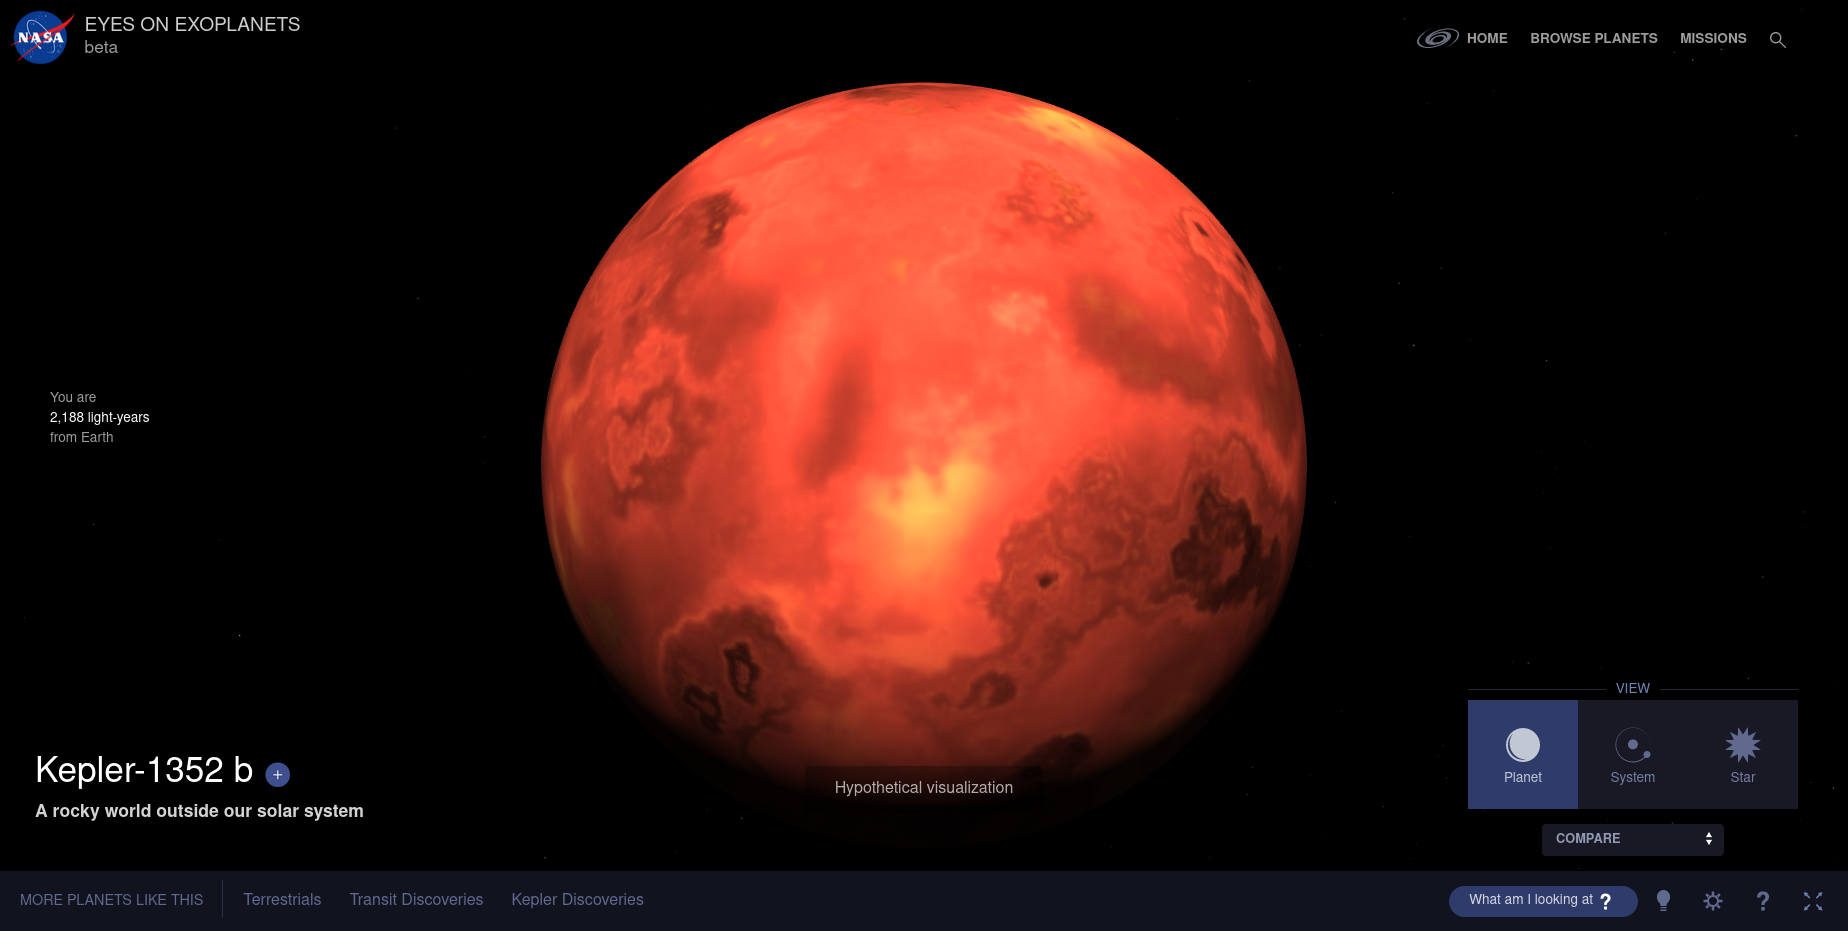 NASA
EYES ON EXOPLANETS
beta
HOME
BROWSE PLANETS
MISSIONS
You are
2,188 light-years
from Earth
Kepler-1352 b +
A rocky world outside our solar system
Hypothetical visualization
VIEW
Planet
System
Star
COMPARE
MORE PLANETS LIKE THIS
Terrestrials
Transit Discoveries
Kepler Discoveries
What am I looking at ?
?